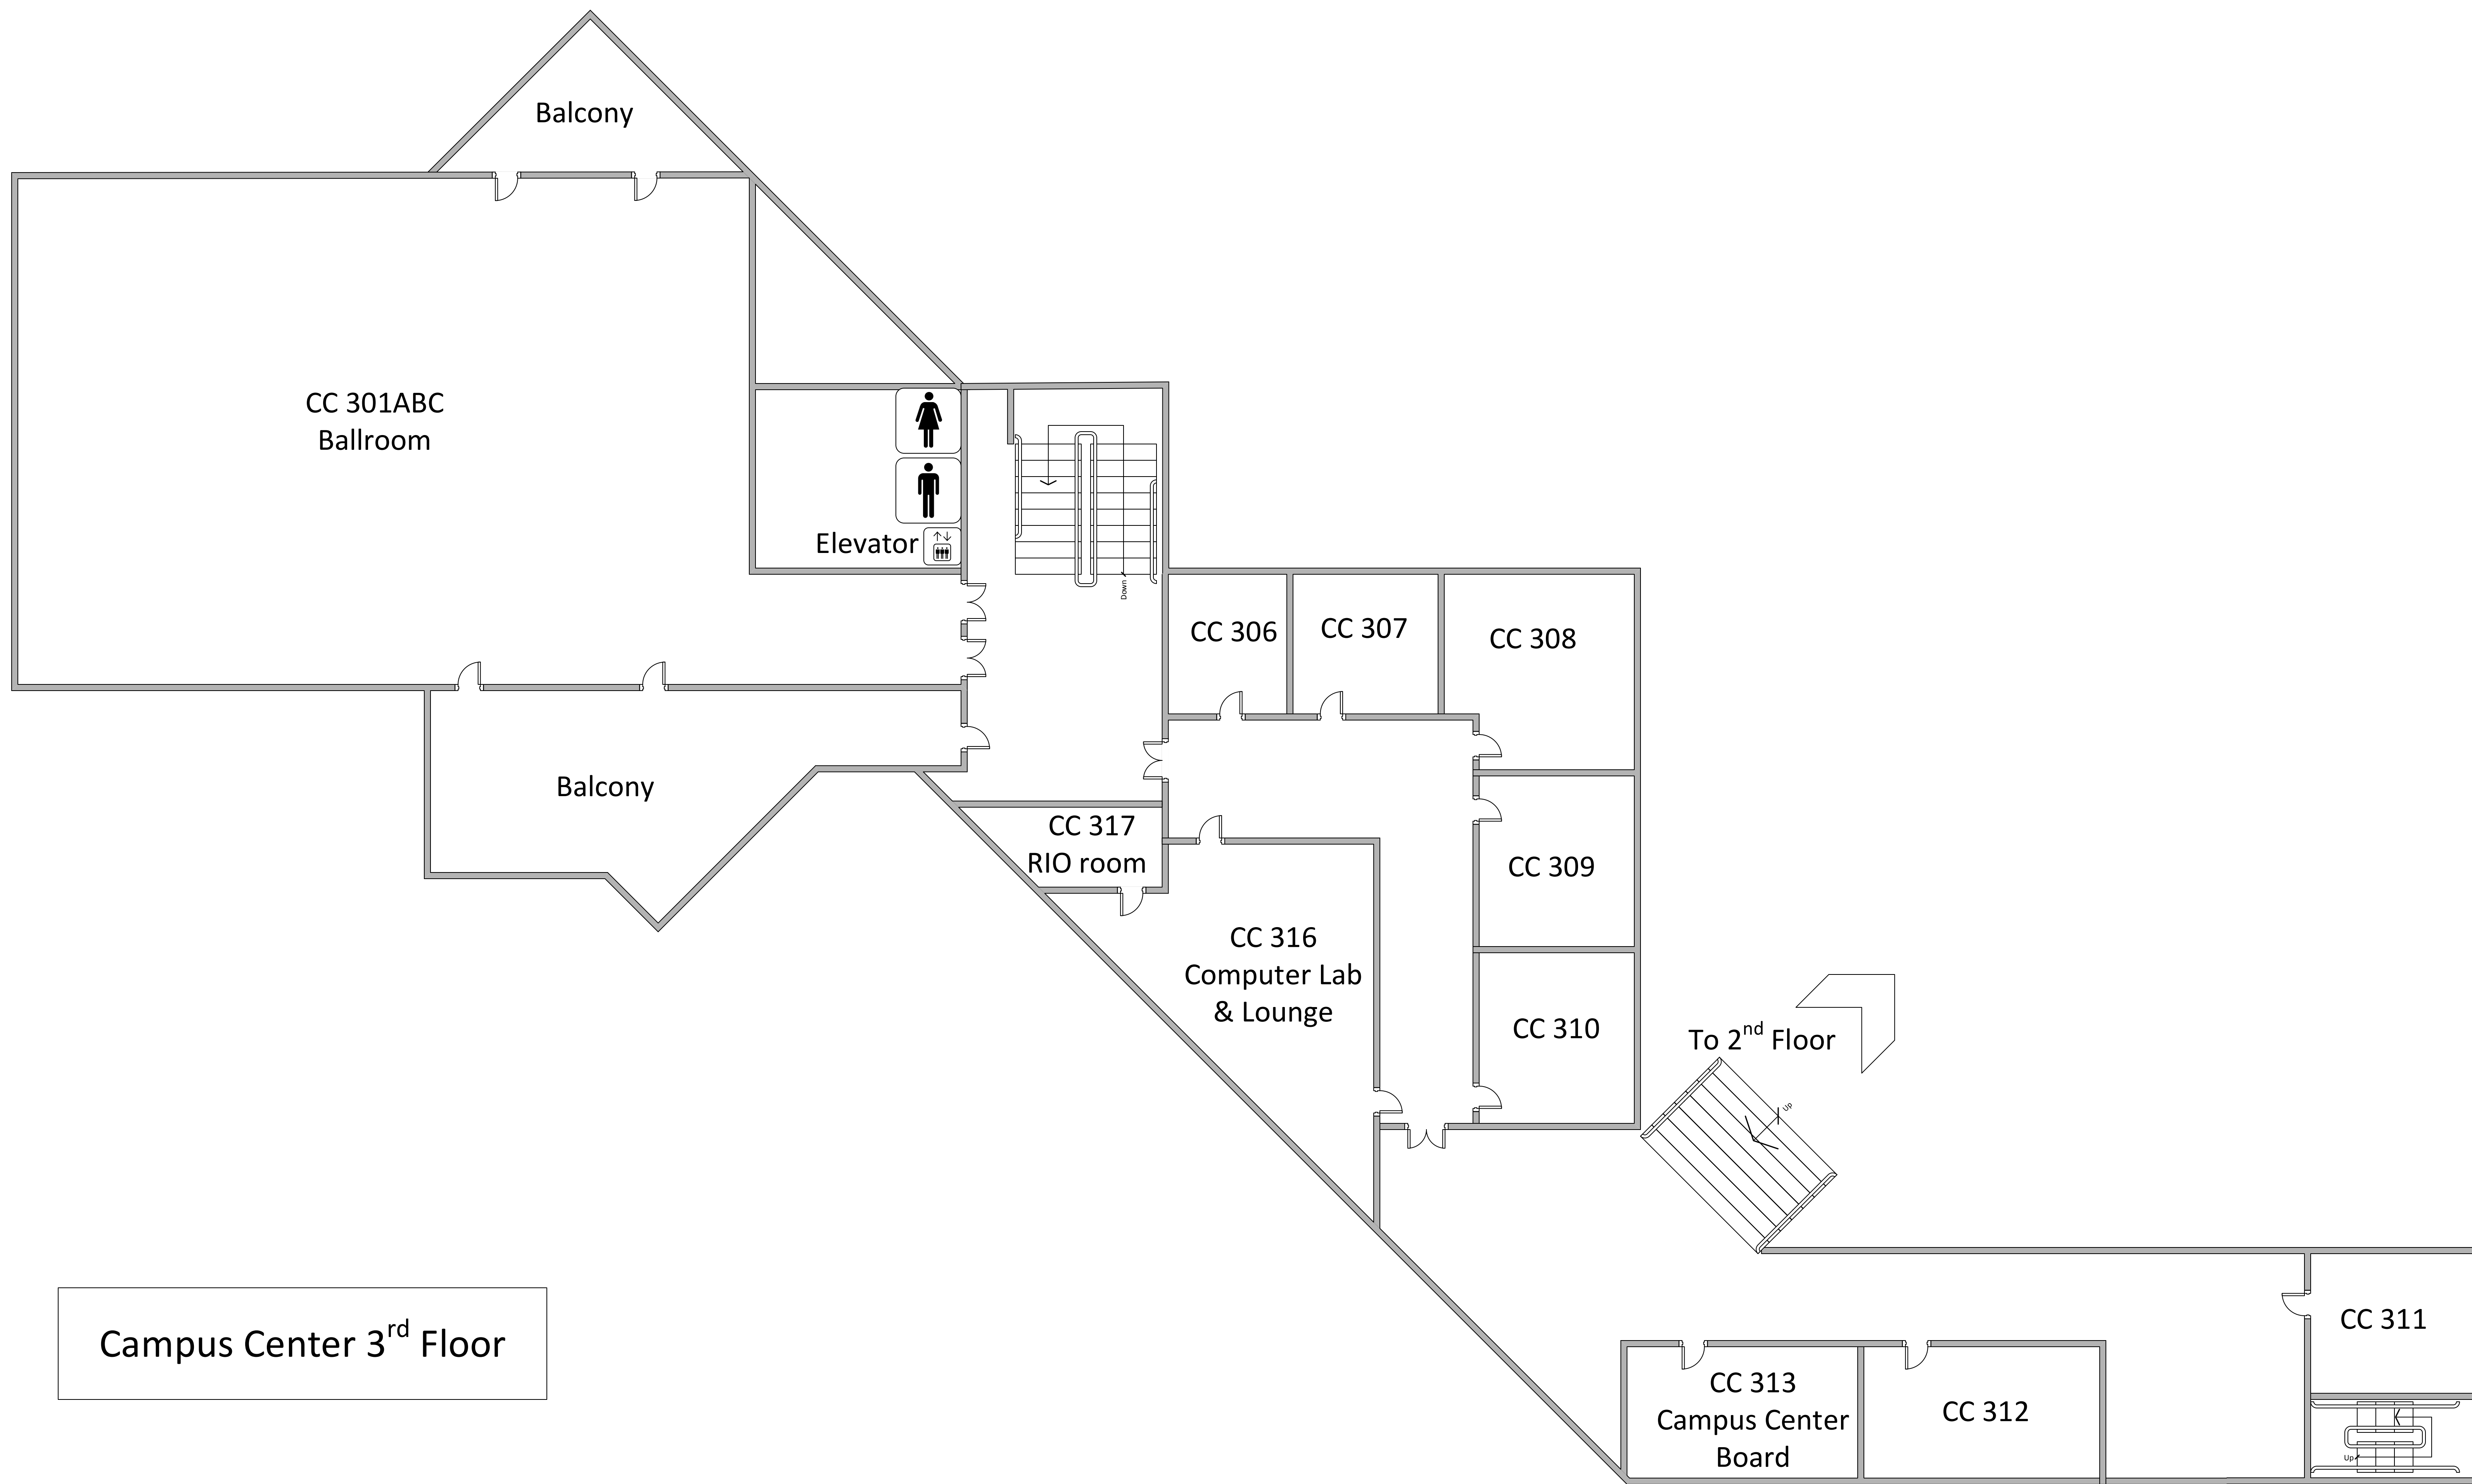 Balcony
CC 301ABC
Ballroom
Elevator
Down
CC 306
CC 307
CC 308
Balcony
CC 317
RIO room
CC 309
CC 316
Computer Lab
& Lounge
CC 310
To 2nd Floor
Up
Campus Center 3rd Floor
CC 311
CC 313
Campus Center
Board
CC 312
Up